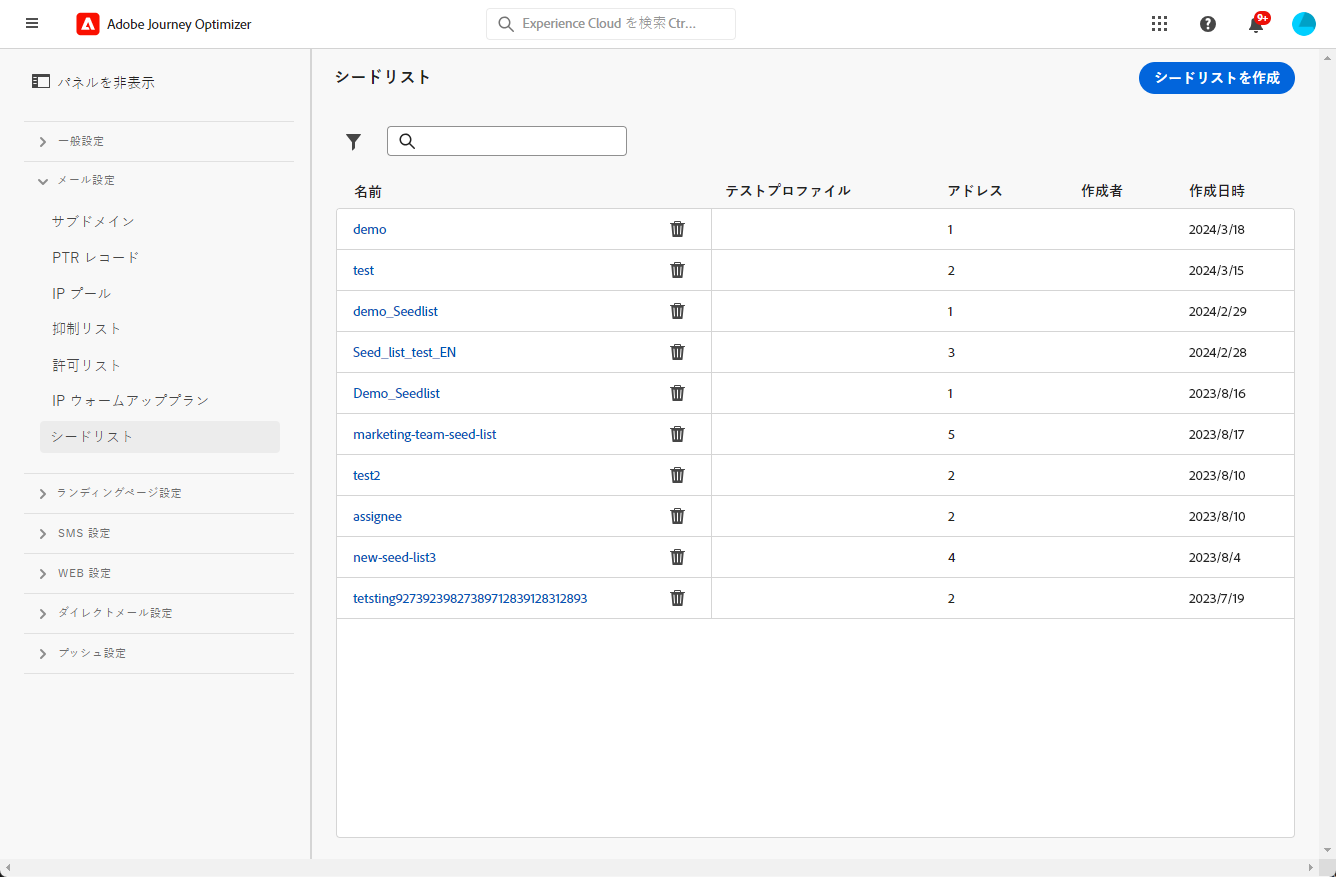 Adobe Journey Optimizer
Experience Cloud を検索 Ctr...
9+
パネルを非表示
一般設定
メール設定
サブドメイン
PTR レコード
IP プール
抑制リスト
許可リスト
IP ウォームアッププラン
シードリスト
ランディングページ設定
SMS 設定
WEB 設定
ダイレクトメール設定
プッシュ設定
シードリスト
シードリストを作成
名前 テストプロファイル アドレス 作成者 作成日時
demo 1 2024/3/18
test 2 2024/3/15
demo_Seedlist 1 2024/2/29
Seed_list_test_EN 3 2024/2/28
Demo_Seedlist 1 2023/8/16
marketing-team-seed-list 5 2023/8/17
test2 2 2023/8/10
assignee 2 2023/8/10
new-seed-list3 4 2023/8/4
tetsting92739239827389712839128312893 2 2023/7/19